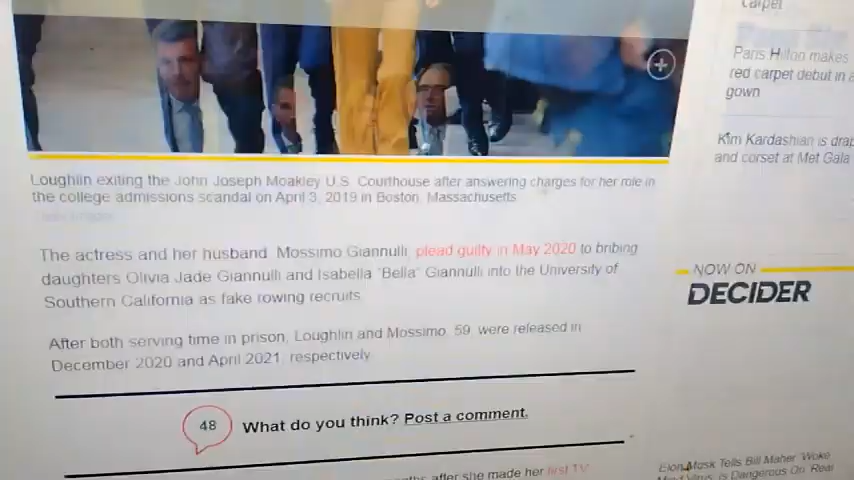 carpet
Paris Hilton makes
red carpet debut in a
gown
Kim Kardashian is drab
and corset at Met Gala
Loughlin exiting the John Joseph Moakley U.S. Courthouse after answering charges for her role in
the college admissions scandal on April 3, 2019 in Boston, Massachusetts
The actress and her husband, Mossimo Giannulli, plead guilty in May 2020 to bribing
daughters Olivia Jade Giannulli and Isabella "Bella" Giannulli into the University of
Southern California as fake rowing recruits.
After both serving time in prison, Loughlin and Mossimo, 59, were released in
December 2020 and April 2021, respectively.
NOW ON
DECIDER
48 What do you think? Post a comment.
after she made her first TV
Elon Musk Tells Bill Maher 'Woke
Mind Virus' is Dangerous On 'Real